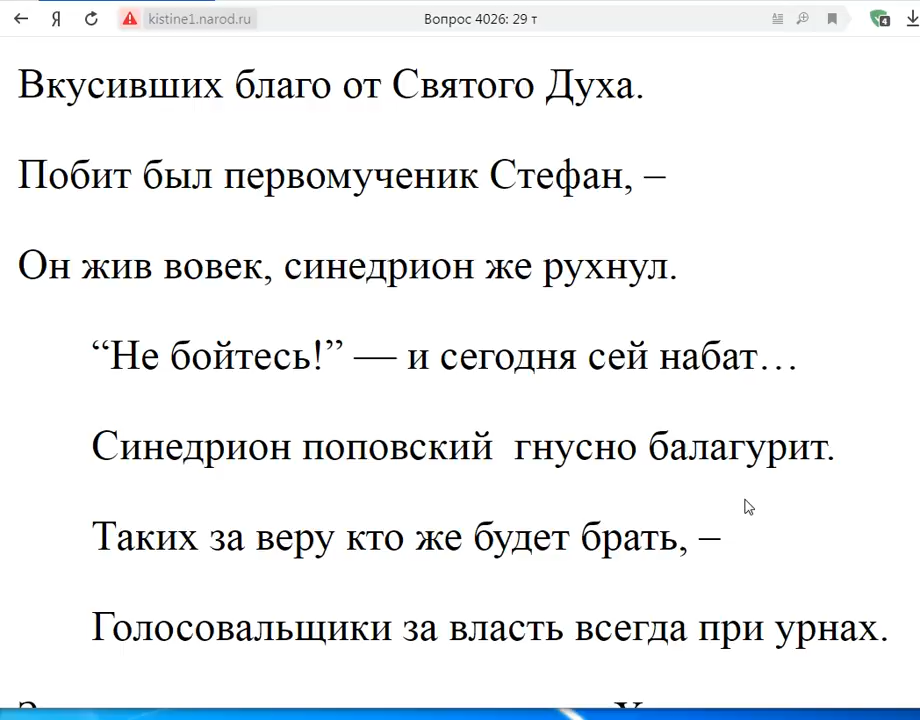 Я kistine1.narod.ru Вопрос 4026: 29 т 4
Вкусивших благо от Святого Духа.
Побит был первомученик Стефан, –
Он жив вовек, синедрион же рухнул.
“Не бойтесь!” — и сегодня сей набат…
Синедрион поповский гнусно балагурит.
Таких за веру кто же будет брать, –
Голосовальщики за власть всегда при урнах.